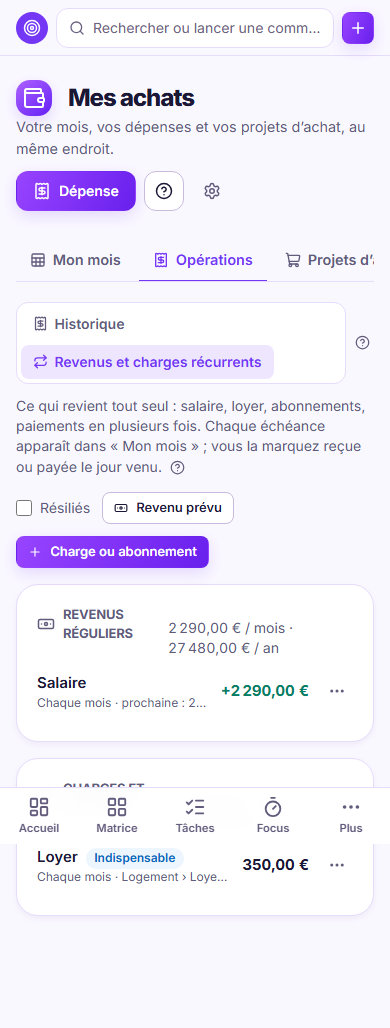 Rechercher ou lancer une comm...
Mes achats
Votre mois, vos dépenses et vos projets d'achat, au
même endroit.
Dépense
Mon mois
Opérations
Projets d'a
Historique
Revenus et charges récurrents
Ce qui revient tout seul : salaire, loyer, abonnements,
paiements en plusieurs fois. Chaque échéance
apparaît dans « Mon mois » ; vous la marquez reçue
ou payée le jour venu.
Résiliés
Revenu prévu
Charge ou abonnement
REVENUS
RÉGULIERS
2 290,00 € / mois ·
27 480,00 € / an
Salaire
+2 290,00 €
Chaque mois · prochaine : 2...
CHARGES ET
Accueil
Matrice
Tâches
Focus
Plus
Loyer
Indispensable
350,00 €
Chaque mois · Logement › Loye...